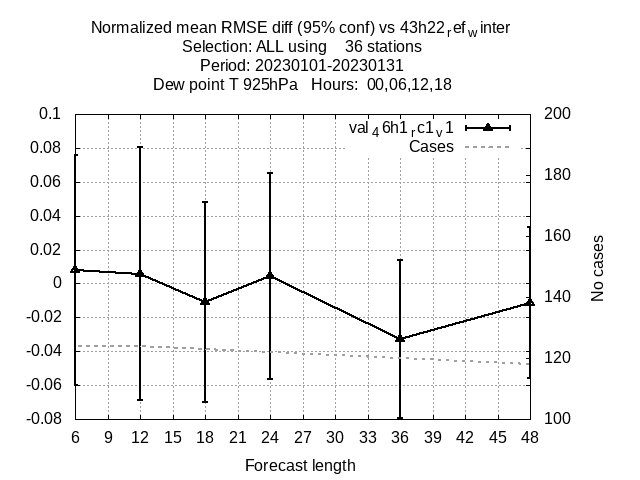 Normalized mean RMSE diff (95% conf) vs 43h22refwinter
Selection: ALL using    36 stations
Period: 20230101-20230131
Dew point T 925hPa   Hours:  00,06,12,18
val46h1rc1v1
Cases
0.1
0.08
0.06
0.04
0.02
0
-0.02
-0.04
-0.06
-0.08
200
180
160
140
120
100
No cases
6 9 12 15 18 21 24 27 30 33 36 39 42 45 48
Forecast length